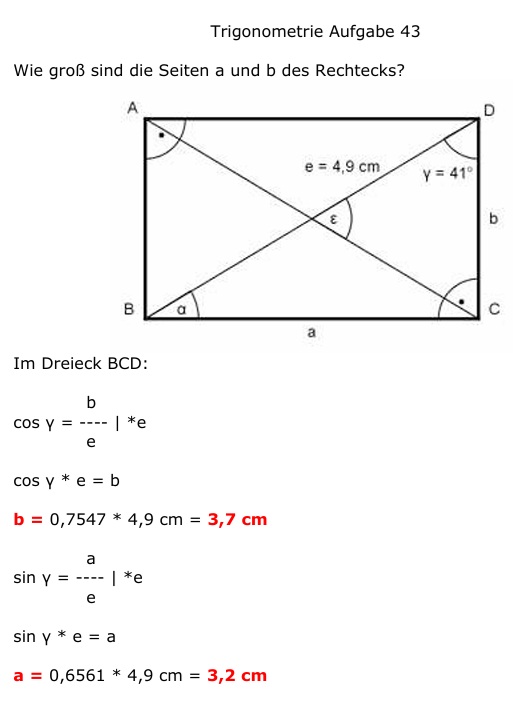 Trigonometrie Aufgabe 43
Wie groß sind die Seiten a und b des Rechtecks?
A
D
e = 4,9 cm
γ = 41°
ε
b
B
α
C
a
Im Dreieck BCD:
b
cos γ = ---- | *e
e
cos γ * e = b
b = 0,7547 * 4,9 cm = 3,7 cm
a
sin γ = ---- | *e
e
sin γ * e = a
a = 0,6561 * 4,9 cm = 3,2 cm